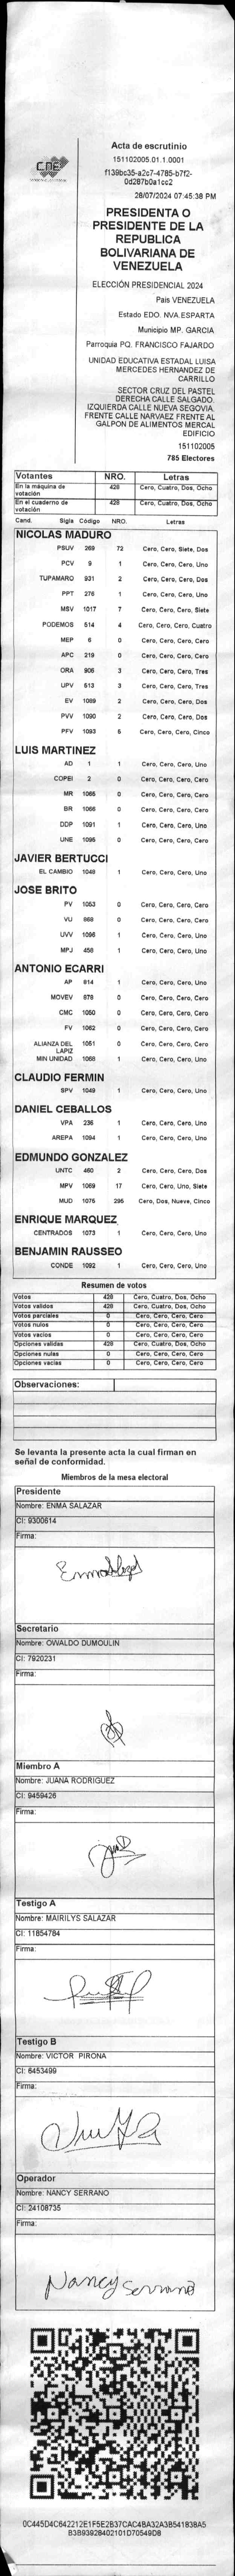 CNE
Acta de escrutinio
151102005.01.1.0001
f139bc35-a2c7-4785-b7f2-
0d287b0a1cc2
28/07/2024 07:45:38 PM
PRESIDENTA O
PRESIDENTE DE LA
REPUBLICA
BOLIVARIANA DE
VENEZUELA
ELECCIÓN PRESIDENCIAL 2024
Pais VENEZUELA
Estado EDO. NVA.ESPARTA
Municipio MP. GARCIA
Parroquia PQ. FRANCISCO FAJARDO
UNIDAD EDUCATIVA ESTADAL LUISA
MERCEDES HERNANDEZ DE
CARRILLO
SECTOR CRUZ DEL PASTEL
DERECHA CALLE SALGADO.
IZQUIERDA CALLE NUEVA SEGOVIA.
FRENTE CALLE NARVAEZ FRENTE AL
GALPON DE ALIMENTOS MERCAL
EDIFICIO
151102005
785 Electores
Votantes NRO. Letras
En la máquina de votación 428 Cero, Cuatro, Dos, Ocho
En el cuaderno de votación 428 Cero, Cuatro, Dos, Ocho
Cand. Sigla Código NRO. Letras
NICOLAS MADURO
PSUV 269 72 Cero, Cero, Siete, Dos
PCV 9 1 Cero, Cero, Cero, Uno
TUPAMARO 931 2 Cero, Cero, Cero, Dos
PPT 276 1 Cero, Cero, Cero, Uno
MSV 1017 7 Cero, Cero, Cero, Siete
PODEMOS 514 4 Cero, Cero, Cero, Cuatro
MEP 6 0 Cero, Cero, Cero, Cero
APC 219 0 Cero, Cero, Cero, Cero
ORA 906 3 Cero, Cero, Cero, Tres
UPV 513 3 Cero, Cero, Cero, Tres
EV 1089 2 Cero, Cero, Cero, Dos
PVV 1090 2 Cero, Cero, Cero, Dos
PFV 1093 5 Cero, Cero, Cero, Cinco
LUIS MARTINEZ
AD 1 1 Cero, Cero, Cero, Uno
COPEI 2 0 Cero, Cero, Cero, Cero
MR 1065 0 Cero, Cero, Cero, Cero
BR 1066 0 Cero, Cero, Cero, Cero
DDP 1091 1 Cero, Cero, Cero, Uno
UNE 1095 0 Cero, Cero, Cero, Cero
JAVIER BERTUCCI
EL CAMBIO 1048 1 Cero, Cero, Cero, Uno
JOSE BRITO
PV 1053 0 Cero, Cero, Cero, Cero
VU 868 0 Cero, Cero, Cero, Cero
UVV 1096 1 Cero, Cero, Cero, Uno
MPJ 458 1 Cero, Cero, Cero, Uno
ANTONIO ECARRI
AP 814 1 Cero, Cero, Cero, Uno
MOVEV 878 0 Cero, Cero, Cero, Cero
CMC 1050 0 Cero, Cero, Cero, Cero
FV 1062 0 Cero, Cero, Cero, Cero
ALIANZA DEL LAPIZ 1051 0 Cero, Cero, Cero, Cero
MIN UNIDAD 1068 1 Cero, Cero, Cero, Uno
CLAUDIO FERMIN
SPV 1049 1 Cero, Cero, Cero, Uno
DANIEL CEBALLOS
VPA 236 1 Cero, Cero, Cero, Uno
AREPA 1094 1 Cero, Cero, Cero, Uno
EDMUNDO GONZALEZ
UNTC 460 2 Cero, Cero, Cero, Dos
MPV 1069 17 Cero, Cero, Uno, Siete
MUD 1075 295 Cero, Dos, Nueve, Cinco
ENRIQUE MARQUEZ
CENTRADOS 1073 1 Cero, Cero, Cero, Uno
BENJAMIN RAUSSEO
CONDE 1092 1 Cero, Cero, Cero, Uno
Resumen de votos
Votos 428 Cero, Cuatro, Dos, Ocho
Votos validos 428 Cero, Cuatro, Dos, Ocho
Votos parciales 0 Cero, Cero, Cero, Cero
Votos nulos 0 Cero, Cero, Cero, Cero
Votos vacios 0 Cero, Cero, Cero, Cero
Opciones validas 428 Cero, Cuatro, Dos, Ocho
Opciones nulas 0 Cero, Cero, Cero, Cero
Opciones vacias 0 Cero, Cero, Cero, Cero
Observaciones:
Se levanta la presente acta la cual firman en
señal de conformidad.
Miembros de la mesa electoral
Presidente
Nombre: ENMA SALAZAR
CI: 9300614
Firma:
Secretario
Nombre: OWALDO DUMOULIN
CI: 7920231
Firma:
Miembro A
Nombre: JUANA RODRIGUEZ
CI: 9459426
Firma:
Testigo A
Nombre: MAIRILYS SALAZAR
CI: 11854784
Firma:
Testigo B
Nombre: VICTOR PIRONA
CI: 6453499
Firma:
Operador
Nombre: NANCY SERRANO
CI: 24108735
Firma:
Nancy Serrano
0C445D4C642212E1F5E2B37CAC4BA32A3B541838A5
B3B93928402101D70549D8